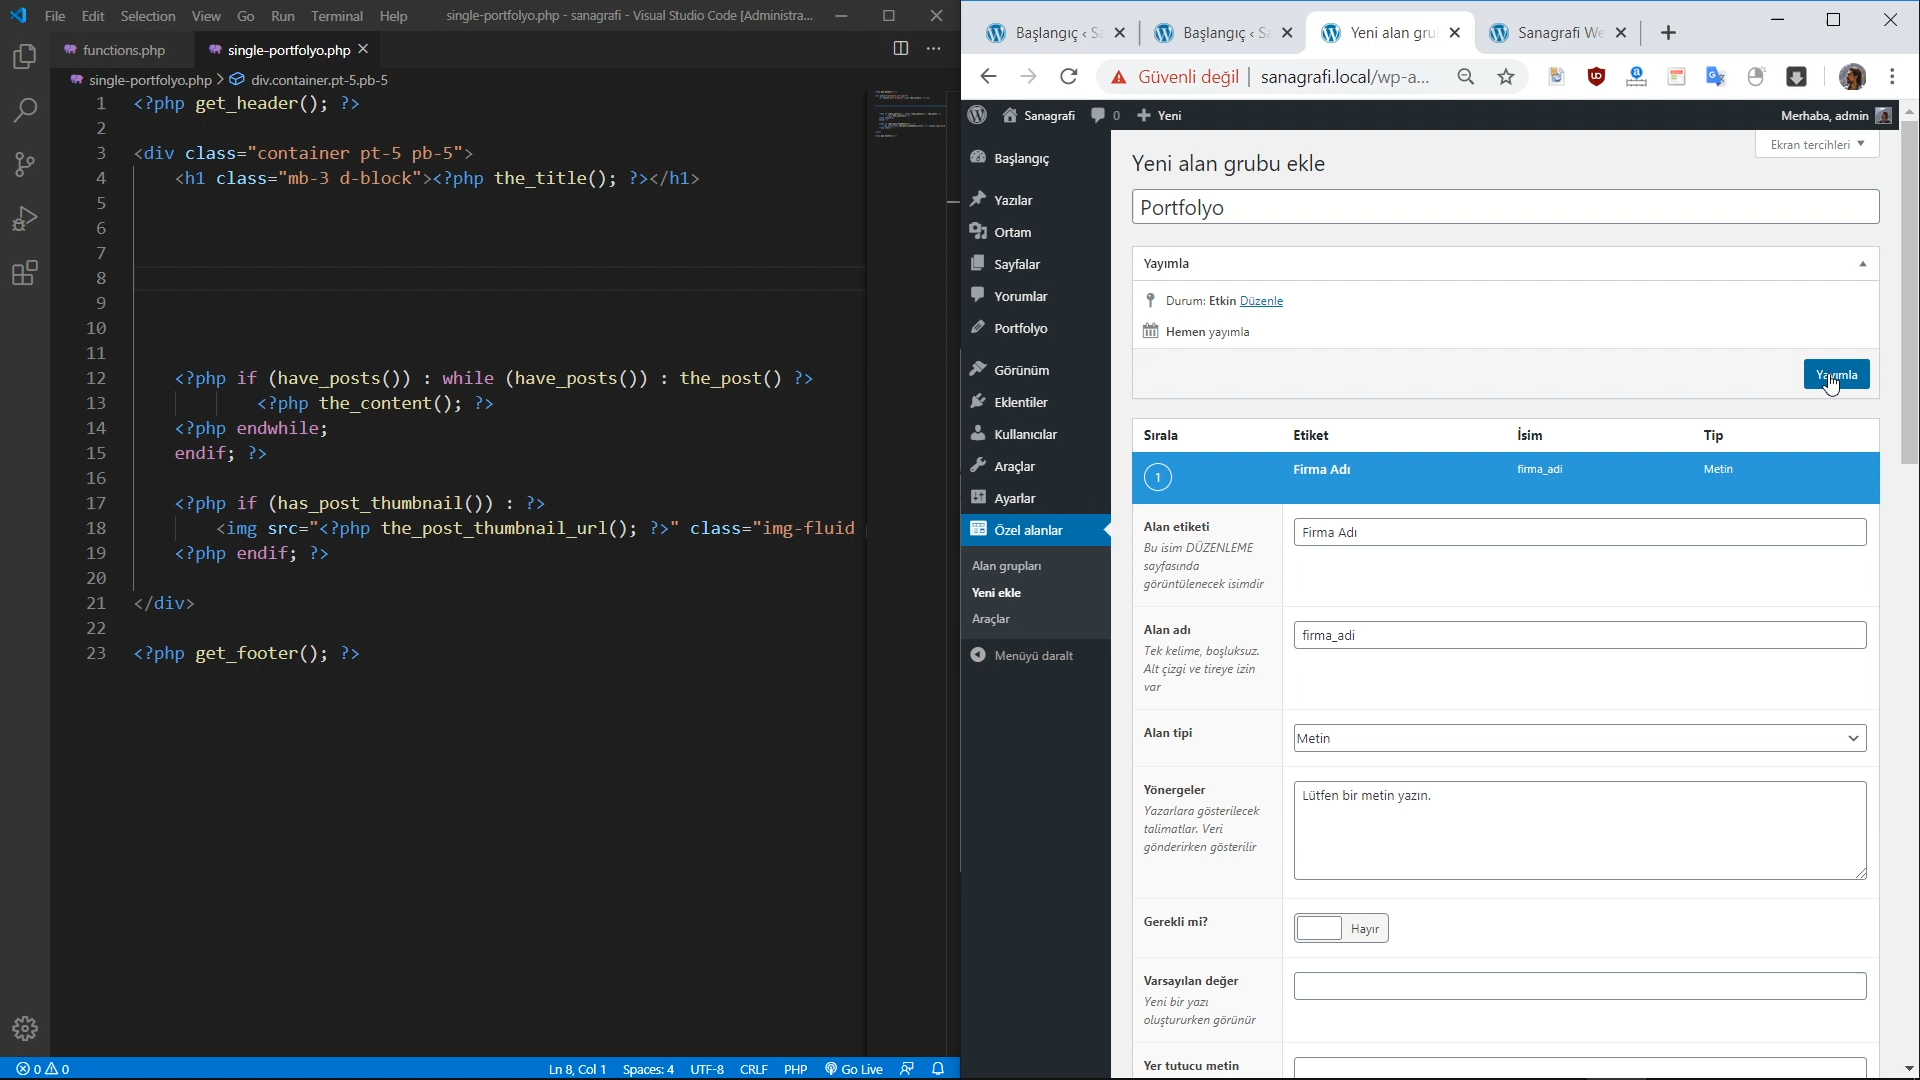 File Edit Selection View Go Run Terminal Help single-portfolyo.php - sanagrafi - Visual Studio Code [Administra...
functions.php single-portfolyo.php
single-portfolyo.php > div.container.pt-5.pb-5
1 <?php get_header(); ?>
2
3 <div class="container pt-5 pb-5">
4 <h1 class="mb-3 d-block"><?php the_title(); ?></h1>
5
6
7
8
9
10
11
12 <?php if (have_posts()) : while (have_posts()) : the_post() ?>
13 <?php the_content(); ?>
14 <?php endwhile;
15 endif; ?>
16
17 <?php if (has_post_thumbnail()) : ?>
18 <img src="<?php the_post_thumbnail_url(); ?>" class="img-fluid
19 <?php endif; ?>
20
21 </div>
22
23 <?php get_footer(); ?>
0 0 Ln 8, Col 1 Spaces: 4 UTF-8 CRLF PHP Go Live
Başlangıç ‹ Sa Başlangıç ‹ Sa Yeni alan gru Sanagrafi We
Güvenli değil sanagrafi.local/wp-a...
Sanagrafi 0 Yeni Merhaba, admin
Başlangıç
Yazılar
Ortam
Sayfalar
Yorumlar
Portfolyo
Görünüm
Eklentiler
Kullanıcılar
Araçlar
Ayarlar
Özel alanlar
Alan grupları
Yeni ekle
Araçlar
Menüyü daralt
Ekran tercihleri
Yeni alan grubu ekle
Portfolyo
Yayımla
Durum: Etkin Düzenle
Hemen yayımla
Yayımla
Sırala Etiket İsim Tip
1 Firma Adı firma_adi Metin
Alan etiketi
Bu isim DÜZENLEME
sayfasında
görüntülenecek isimdir
Firma Adı
Alan adı
Tek kelime, boşluksuz.
Alt çizgi ve tireye izin
var
firma_adi
Alan tipi
Metin
Yönergeler
Yazarlara gösterilecek
talimatlar. Veri
gönderirken gösterilir
Lütfen bir metin yazın.
Gerekli mi?
Hayır
Varsayılan değer
Yeni bir yazı
oluştururken görünür
Yer tutucu metin